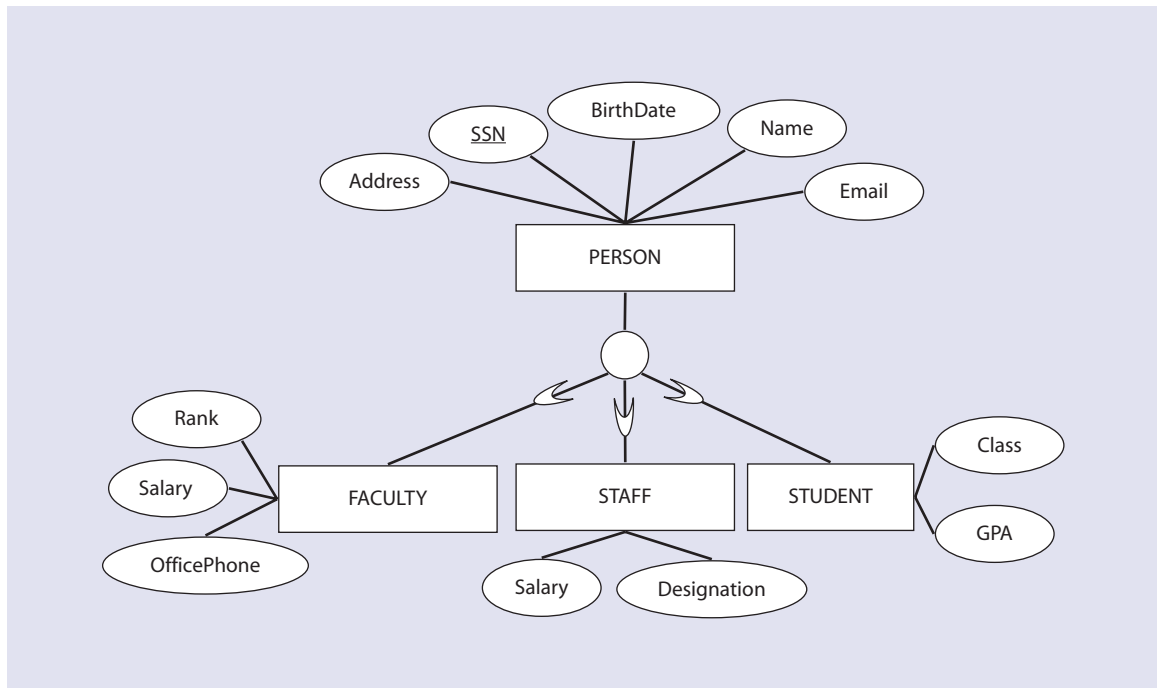 BirthDate
SSN
Name
Address
Email
PERSON
Rank
Class
Salary
FACULTY
STAFF
STUDENT
GPA
OfficePhone
Salary
Designation